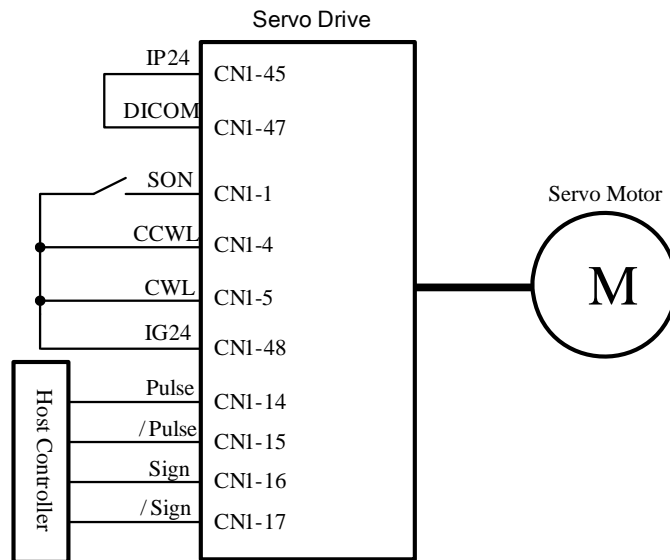 Servo Drive
IP24 CN1-45
DICOM CN1-47
SON CN1-1
CCWL CN1-4
CWL CN1-5
IG24 CN1-48
Servo Motor
M
Host Controller
Pulse CN1-14
/Pulse CN1-15
Sign CN1-16
/Sign CN1-17